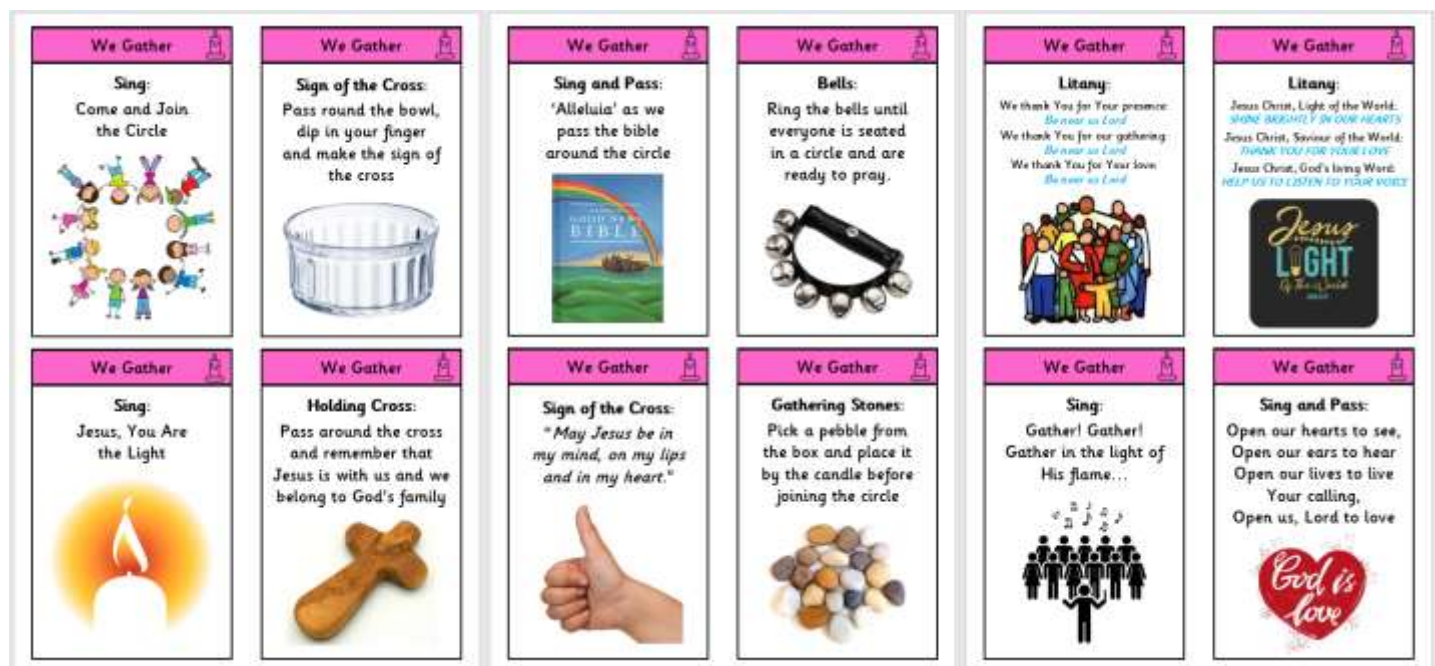 We Gather
Sing:
Come and Join
the Circle
We Gather
Sign of the Cross:
Pass round the bowl,
dip in your finger
and make the sign of
the cross
We Gather
Sing and Pass:
'Alleluia' as we
pass the bible
around the circle
GOOD NEWS
BIBLE
We Gather
Bells:
Ring the bells until
everyone is seated
in a circle and are
ready to pray.
We Gather
Litany:
We thank You for Your presence:
Be near us Lord
We thank You for our gathering:
Be near us Lord
We thank You for Your love:
Be near us Lord
We Gather
Litany:
Jesus Christ, Light of the World:
SHINE BRIGHTLY IN OUR HEARTS
Jesus Christ, Saviour of the World:
THANK YOU FOR YOUR LOVE
Jesus Christ, God's living Word:
HELP US TO LISTEN TO YOUR VOICE
Jesus
LIGHT
Of The World
We Gather
Sing:
Jesus, You Are
the Light
We Gather
Holding Cross:
Pass around the cross
and remember that
Jesus is with us and we
belong to God's family
We Gather
Sign of the Cross:
"May Jesus be in
my mind, on my lips
and in my heart."
We Gather
Gathering Stones:
Pick a pebble from
the box and place it
by the candle before
joining the circle
We Gather
Sing:
Gather! Gather!
Gather in the light of
His flame...
We Gather
Sing and Pass:
Open our hearts to see,
Open our ears to hear
Open our lives to live
Your calling,
Open us, Lord to love
God is
love